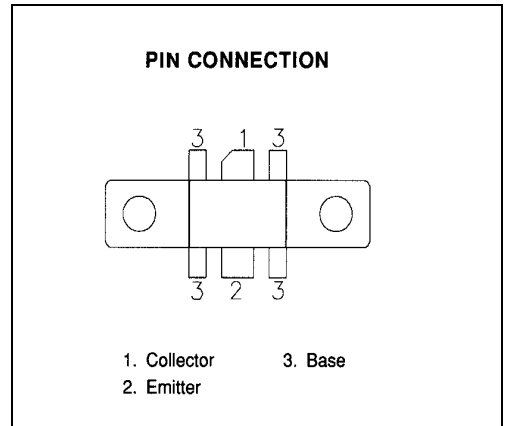 PIN CONNECTION
3 1 3
3 2 3
1. Collector 3. Base
2. Emitter